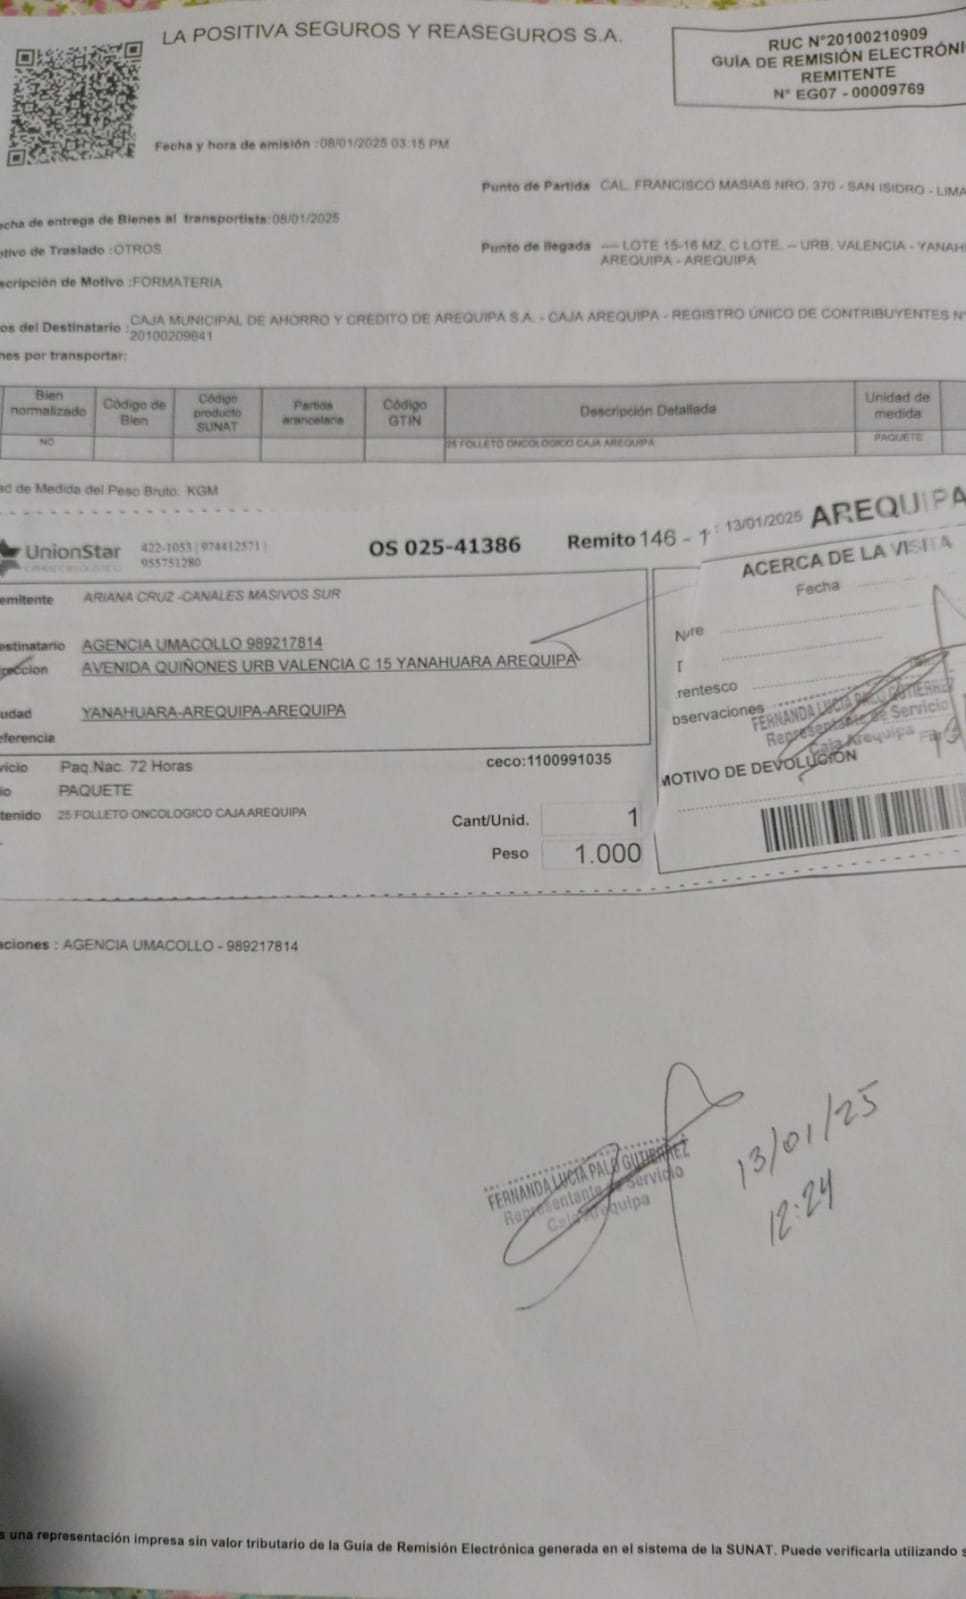 LA POSITIVA SEGUROS Y REASEGUROS S.A.
RUC N°20100210909
GUÍA DE REMISIÓN ELECTRÓNI
REMITENTE
N° EG07 - 00009769
Fecha y hora de emisión :08/01/2025 03:15 PM
Punto de Partida CAL. FRANCISCO MASIAS NRO. 370 - SAN ISIDRO - LIMA
echa de entrega de Bienes al transportista:08/01/2025
otivo de Traslado :OTROS
Punto de llegada ---- LOTE 15-16 MZ. C LOTE. -- URB. VALENCIA - YANAH
AREQUIPA - AREQUIPA
scripción de Motivo :FORMATERIA
os del Destinatario : CAJA MUNICIPAL DE AHORRO Y CREDITO DE AREQUIPA S.A. - CAJA AREQUIPA - REGISTRO ÚNICO DE CONTRIBUYENTES N°
20100209641
nes por transportar:
Bien normalizado Código de Bien Código producto SUNAT Partida arancelaria Código GTIN Descripción Detallada Unidad de medida
NO 25 FOLLETO ONCOLOGICO CAJA AREQUIPA PAQUETE
ad de Medida del Peso Bruto: KGM
UnionStar 422-1053 | 974412571 |
955751280
OS 025-41386
Remito 146 - 1 : 13/01/2025 AREQUIPA
ACERCA DE LA VISITA
Fecha
emitente ARIANA CRUZ -CANALES MASIVOS SUR
estinatario AGENCIA UMACOLLO 989217814
reccion AVENIDA QUIÑONES URB VALENCIA C 15 YANAHUARA AREQUIPA
udad YANAHUARA-AREQUIPA-AREQUIPA
eferencia
rentesco
bservaciones
FERNANDA LUCIA PALO GUTIERREZ
Representante de Servicio
Caja Arequipa
MOTIVO DE DEVOLUCIÓN
vicio Paq.Nac. 72 Horas
ceco:1100991035
io PAQUETE
tenido 25 FOLLETO ONCOLOGICO CAJA AREQUIPA
Cant/Unid. 1
Peso 1.000
aciones : AGENCIA UMACOLLO - 989217814
FERNANDA LUCIA PALO GUTIERREZ
Representante de Servicio
Caja Arequipa
13/01/25
12:24
s una representación impresa sin valor tributario de la Guía de Remisión Electrónica generada en el sistema de la SUNAT. Puede verificarla utilizando s